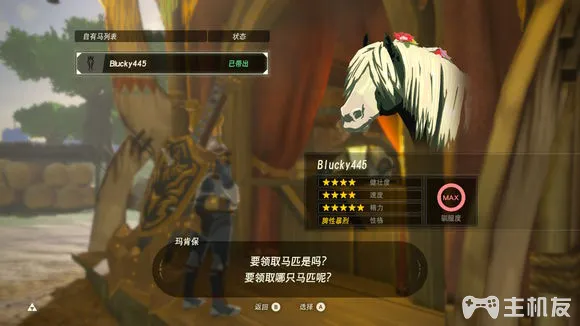 自有马列表 状态
Blucky445 已带出
Blucky445
健壮度
速度
精力
脾性暴烈 性格
MAX
驯服度
玛肯保
要领取马匹是吗?
要领取哪只马匹呢?
返回 B 选择 A
主机友